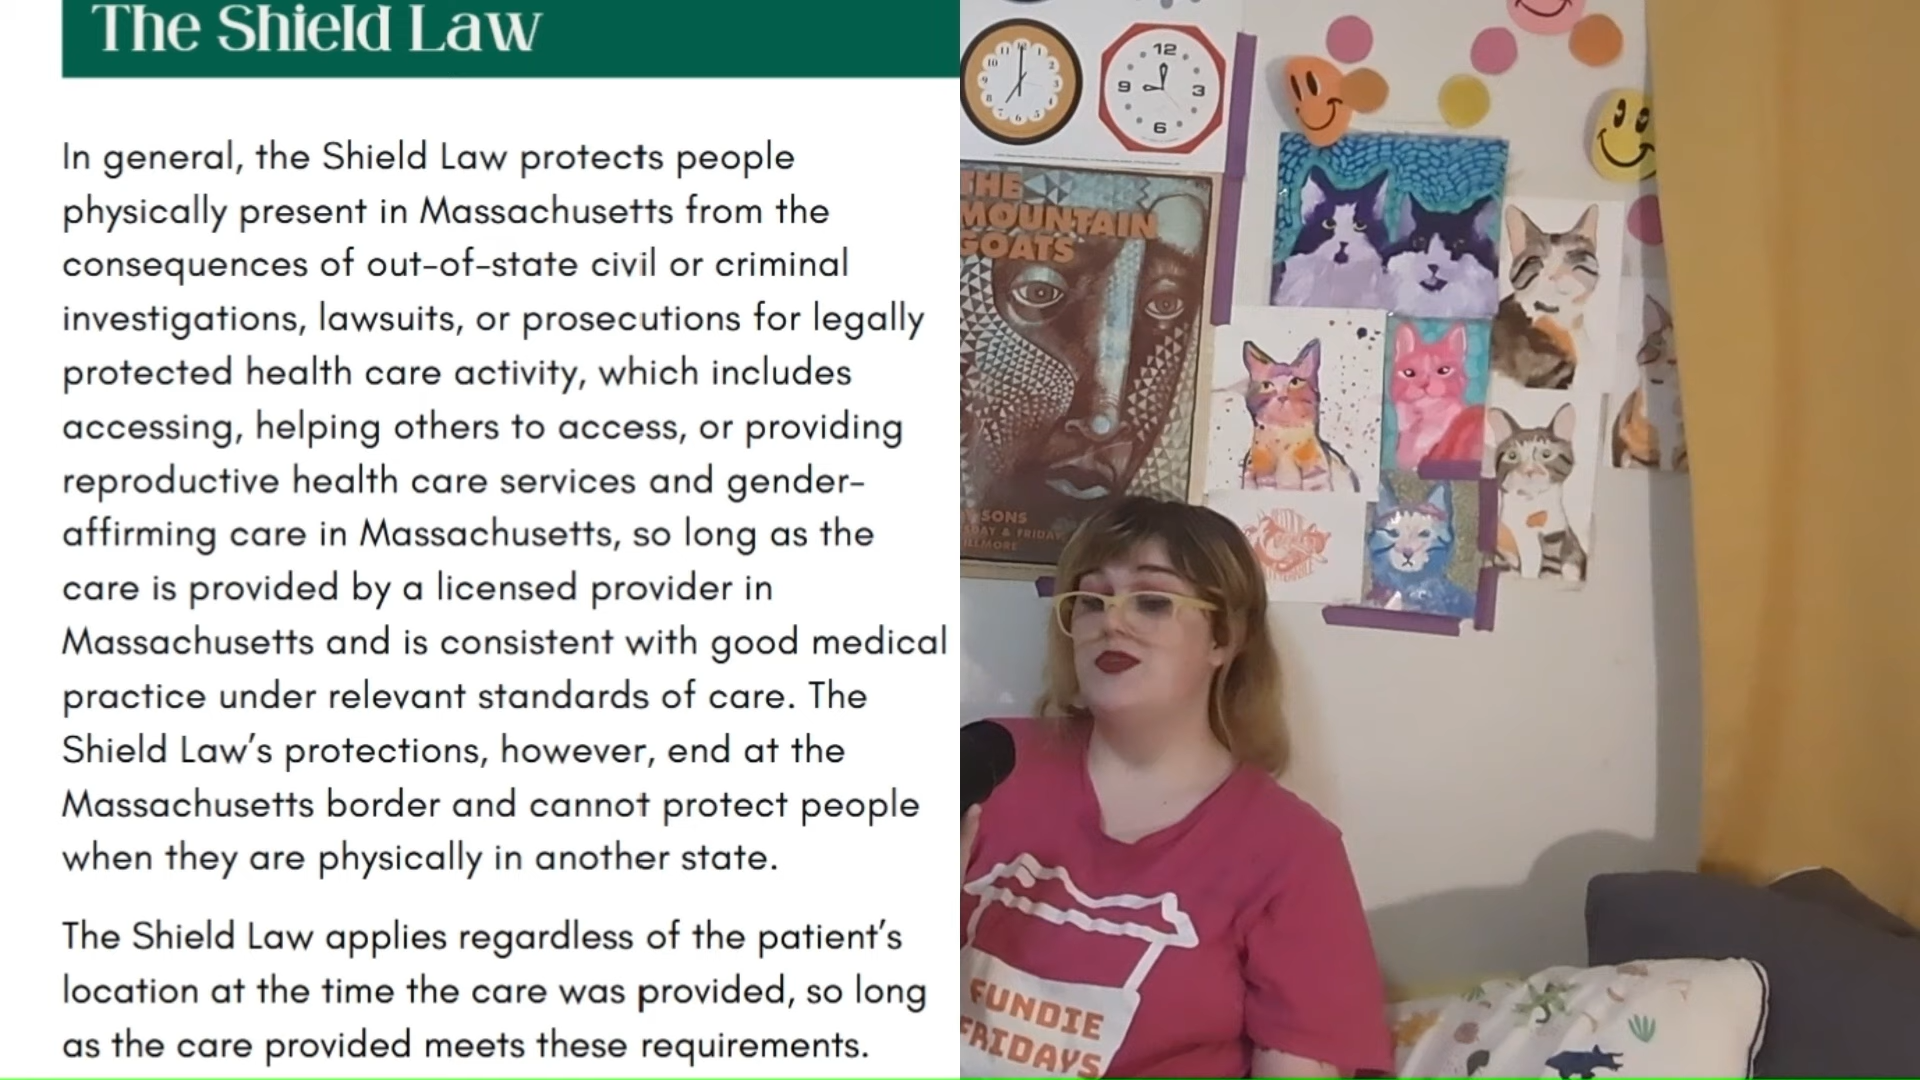 The Shield Law
In general, the Shield Law protects people
physically present in Massachusetts from the
consequences of out-of-state civil or criminal
investigations, lawsuits, or prosecutions for legally
protected health care activity, which includes
accessing, helping others to access, or providing
reproductive health care services and gender-
affirming care in Massachusetts, so long as the
care is provided by a licensed provider in
Massachusetts and is consistent with good medical
practice under relevant standards of care. The
Shield Law's protections, however, end at the
Massachusetts border and cannot protect people
when they are physically in another state.
The Shield Law applies regardless of the patient's
location at the time the care was provided, so long
as the care provided meets these requirements.
12
3
6
9
THE
MOUNTAIN
GOATS
SONS
& FRIDAY
FUNDIE
FRIDAYS